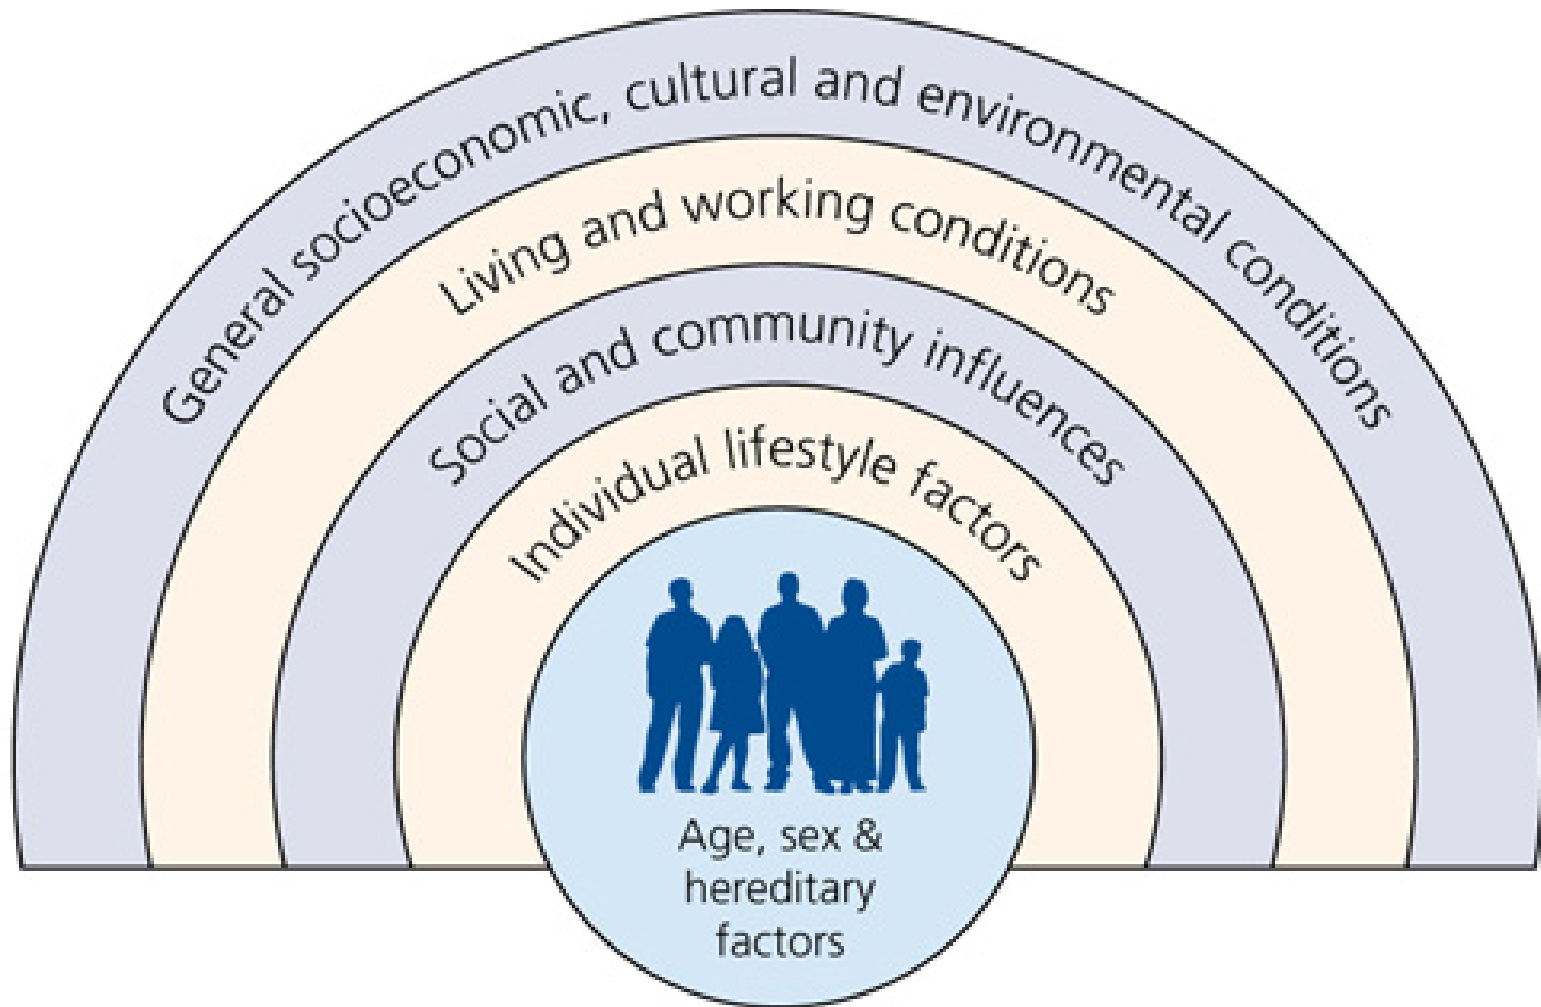 General socioeconomic, cultural and environmental conditions
Living and working conditions
Social and community influences
Individual lifestyle factors
Age, sex &
hereditary
factors